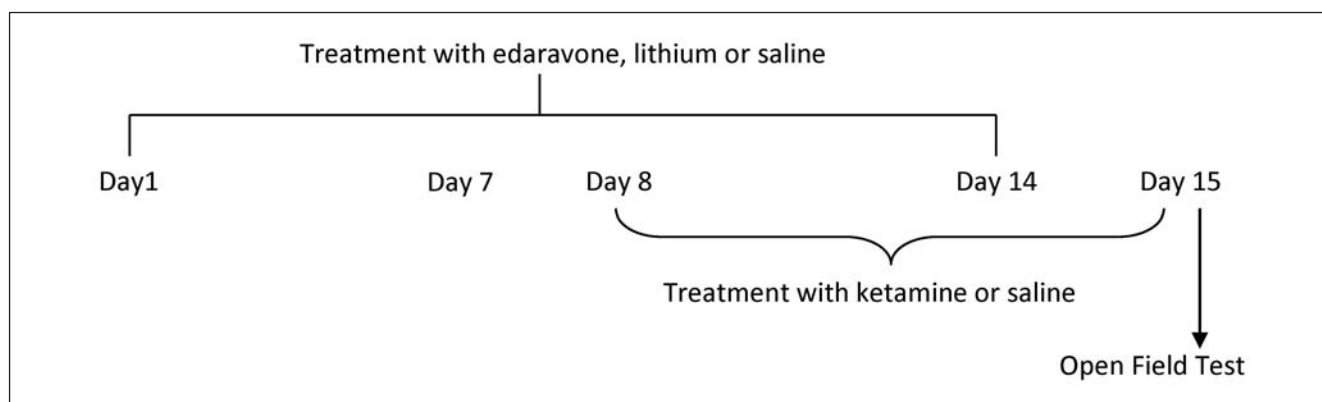 Treatment with edaravone, lithium or saline
Day1 Day 7 Day 8 Day 14 Day 15
Treatment with ketamine or saline
Open Field Test